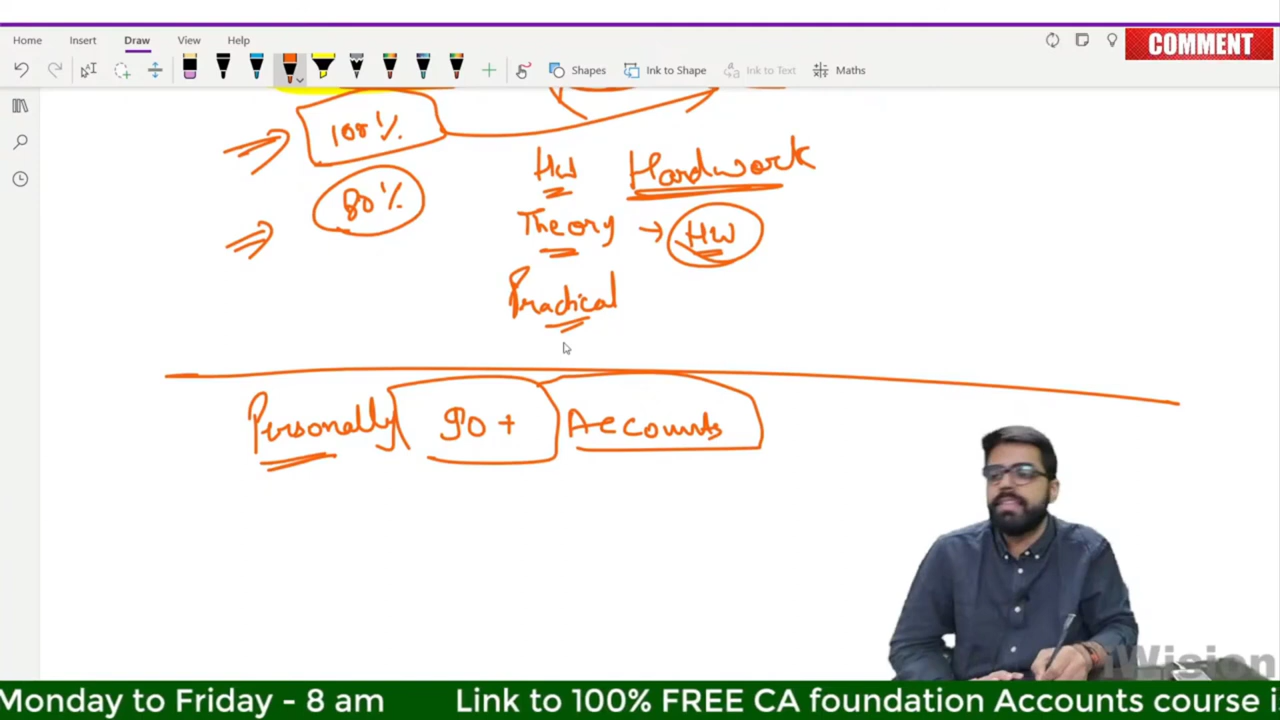 Home Insert Draw View Help
COMMENT
Shapes Ink to Shape Ink to Text Maths
100%
HW Hardwork
80%
Theory → HW
Practical
Personally 90+ Accounts
iWision
Monday to Friday - 8 am Link to 100% FREE CA foundation Accounts course i